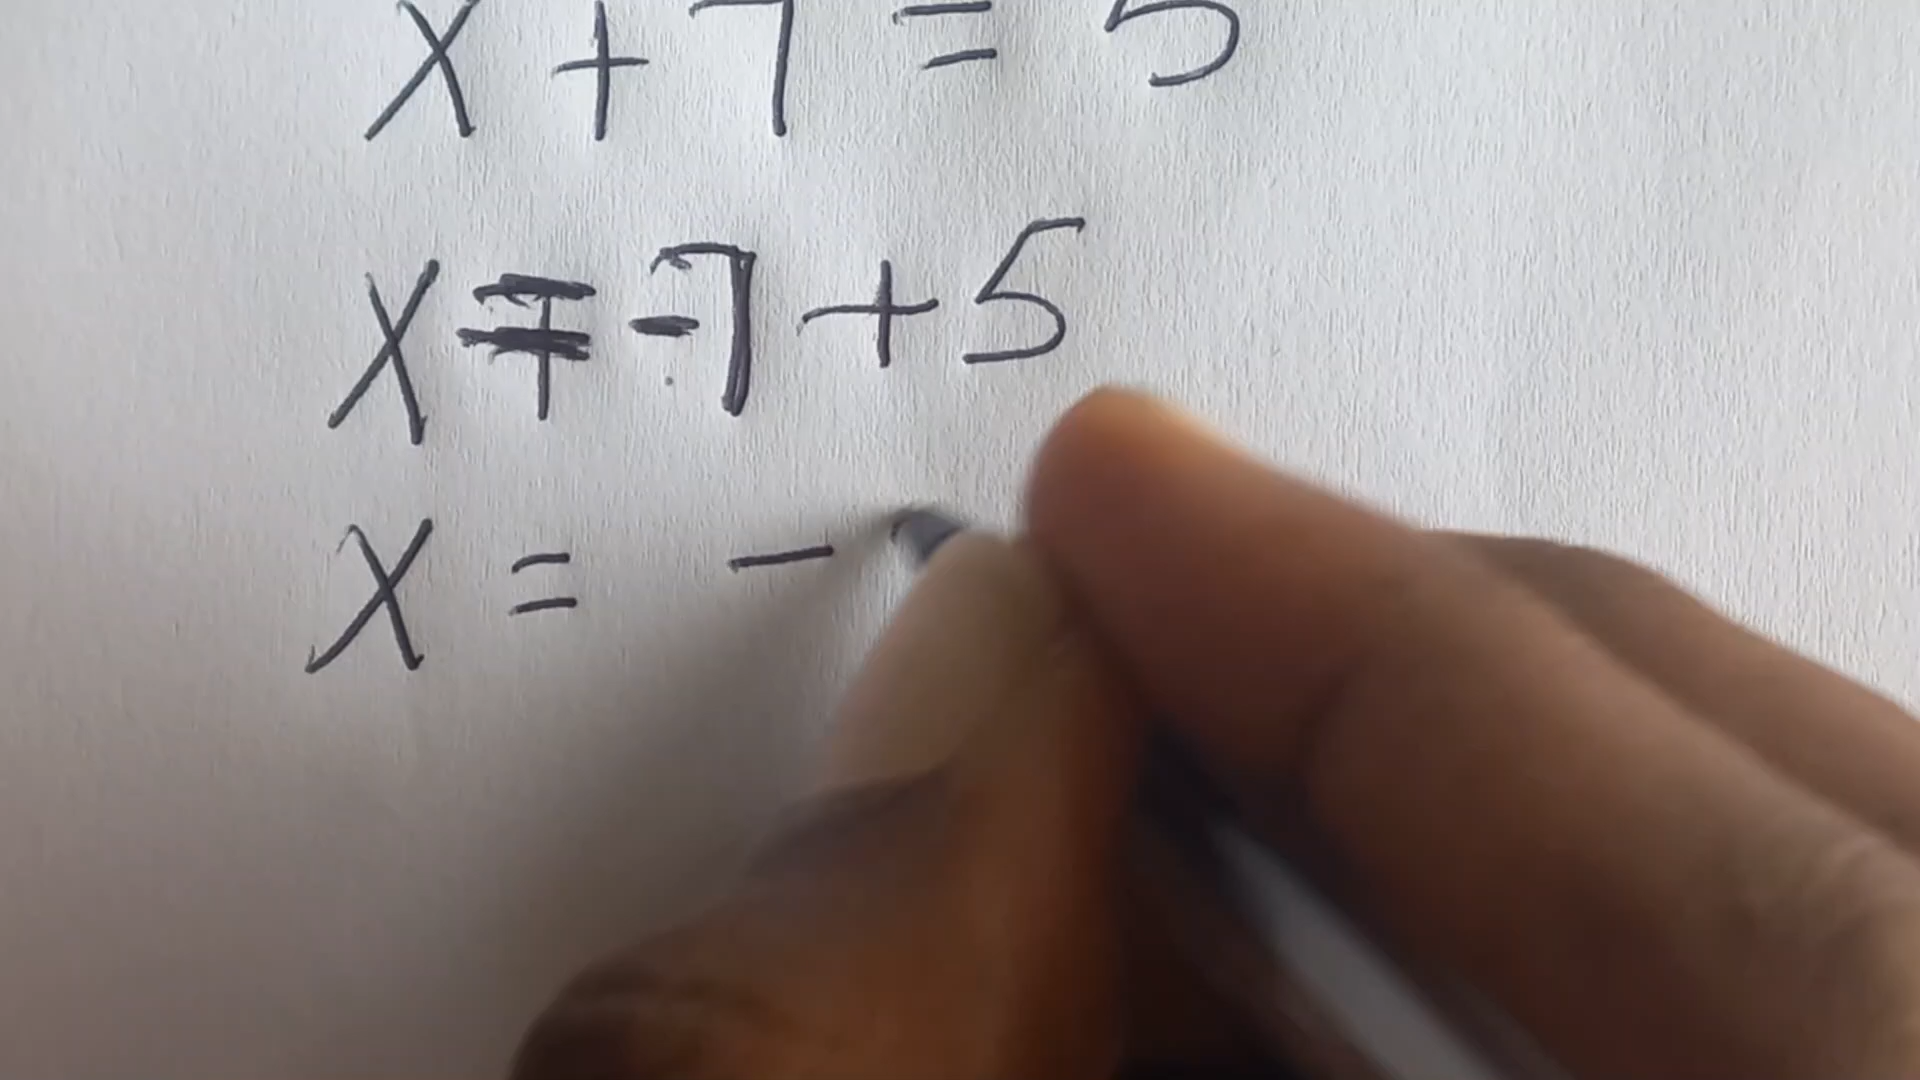 x + 7 = 5
x = -7 + 5
x = -